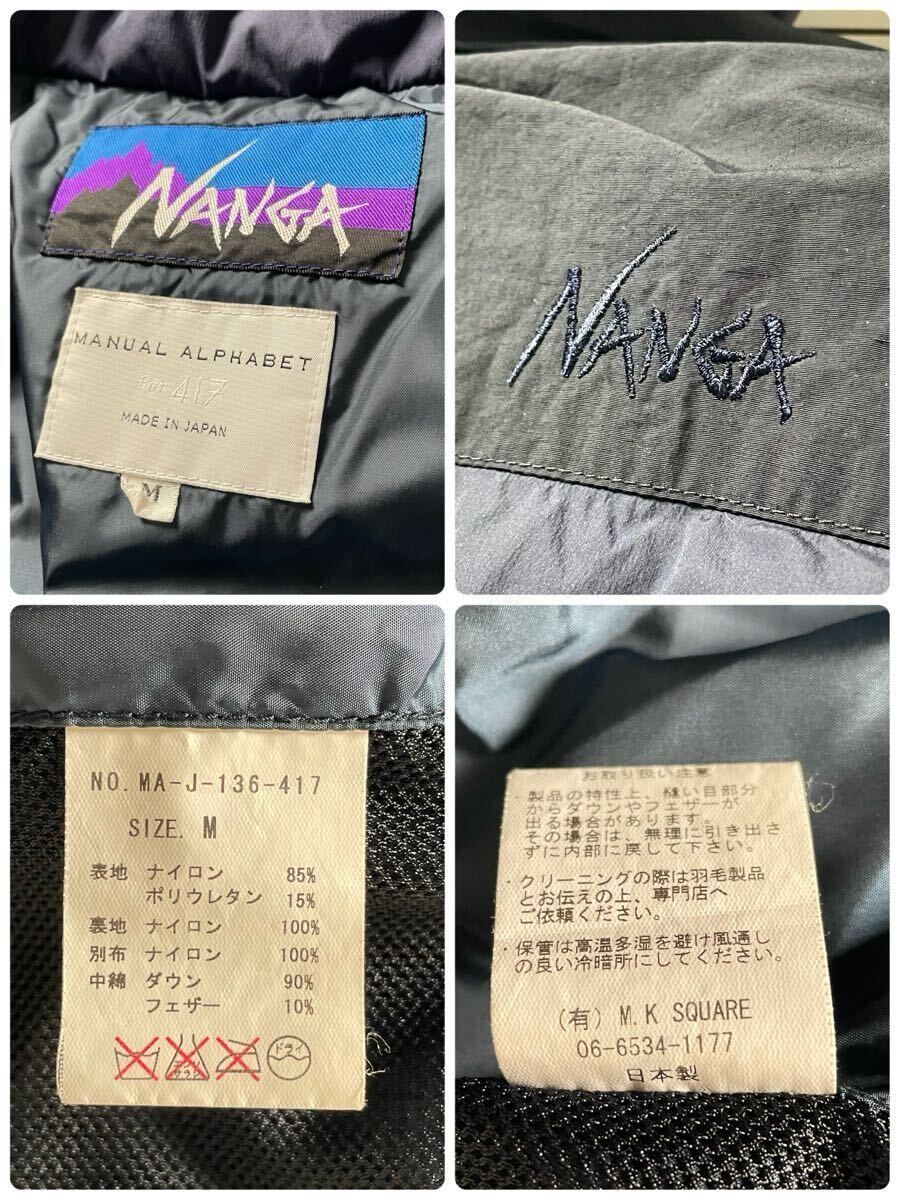 NANGA
MANUAL ALPHABET
for 417
MADE IN JAPAN
M
NANGA
NO. MA-J-136-417
SIZE. M
表地 ナイロン 85%
ポリウレタン 15%
裏地 ナイロン 100%
別布 ナイロン 100%
中綿 ダウン 90%
フェザー 10%
エンソ
サラシ
ドライ
お取り扱い注意
・製品の特性上、縫い目部分
からダウンやフェザーが
出る場合があります。
その場合は、無理に引き出さ
ずに内部に戻して下さい。
・クリーニングの際は羽毛製品
とお伝えの上、専門店へ
ご依頼ください。
・保管は高温多湿を避け風通し
の良い冷暗所にしてください。
(有) M.K SQUARE
06-6534-1177
日本製